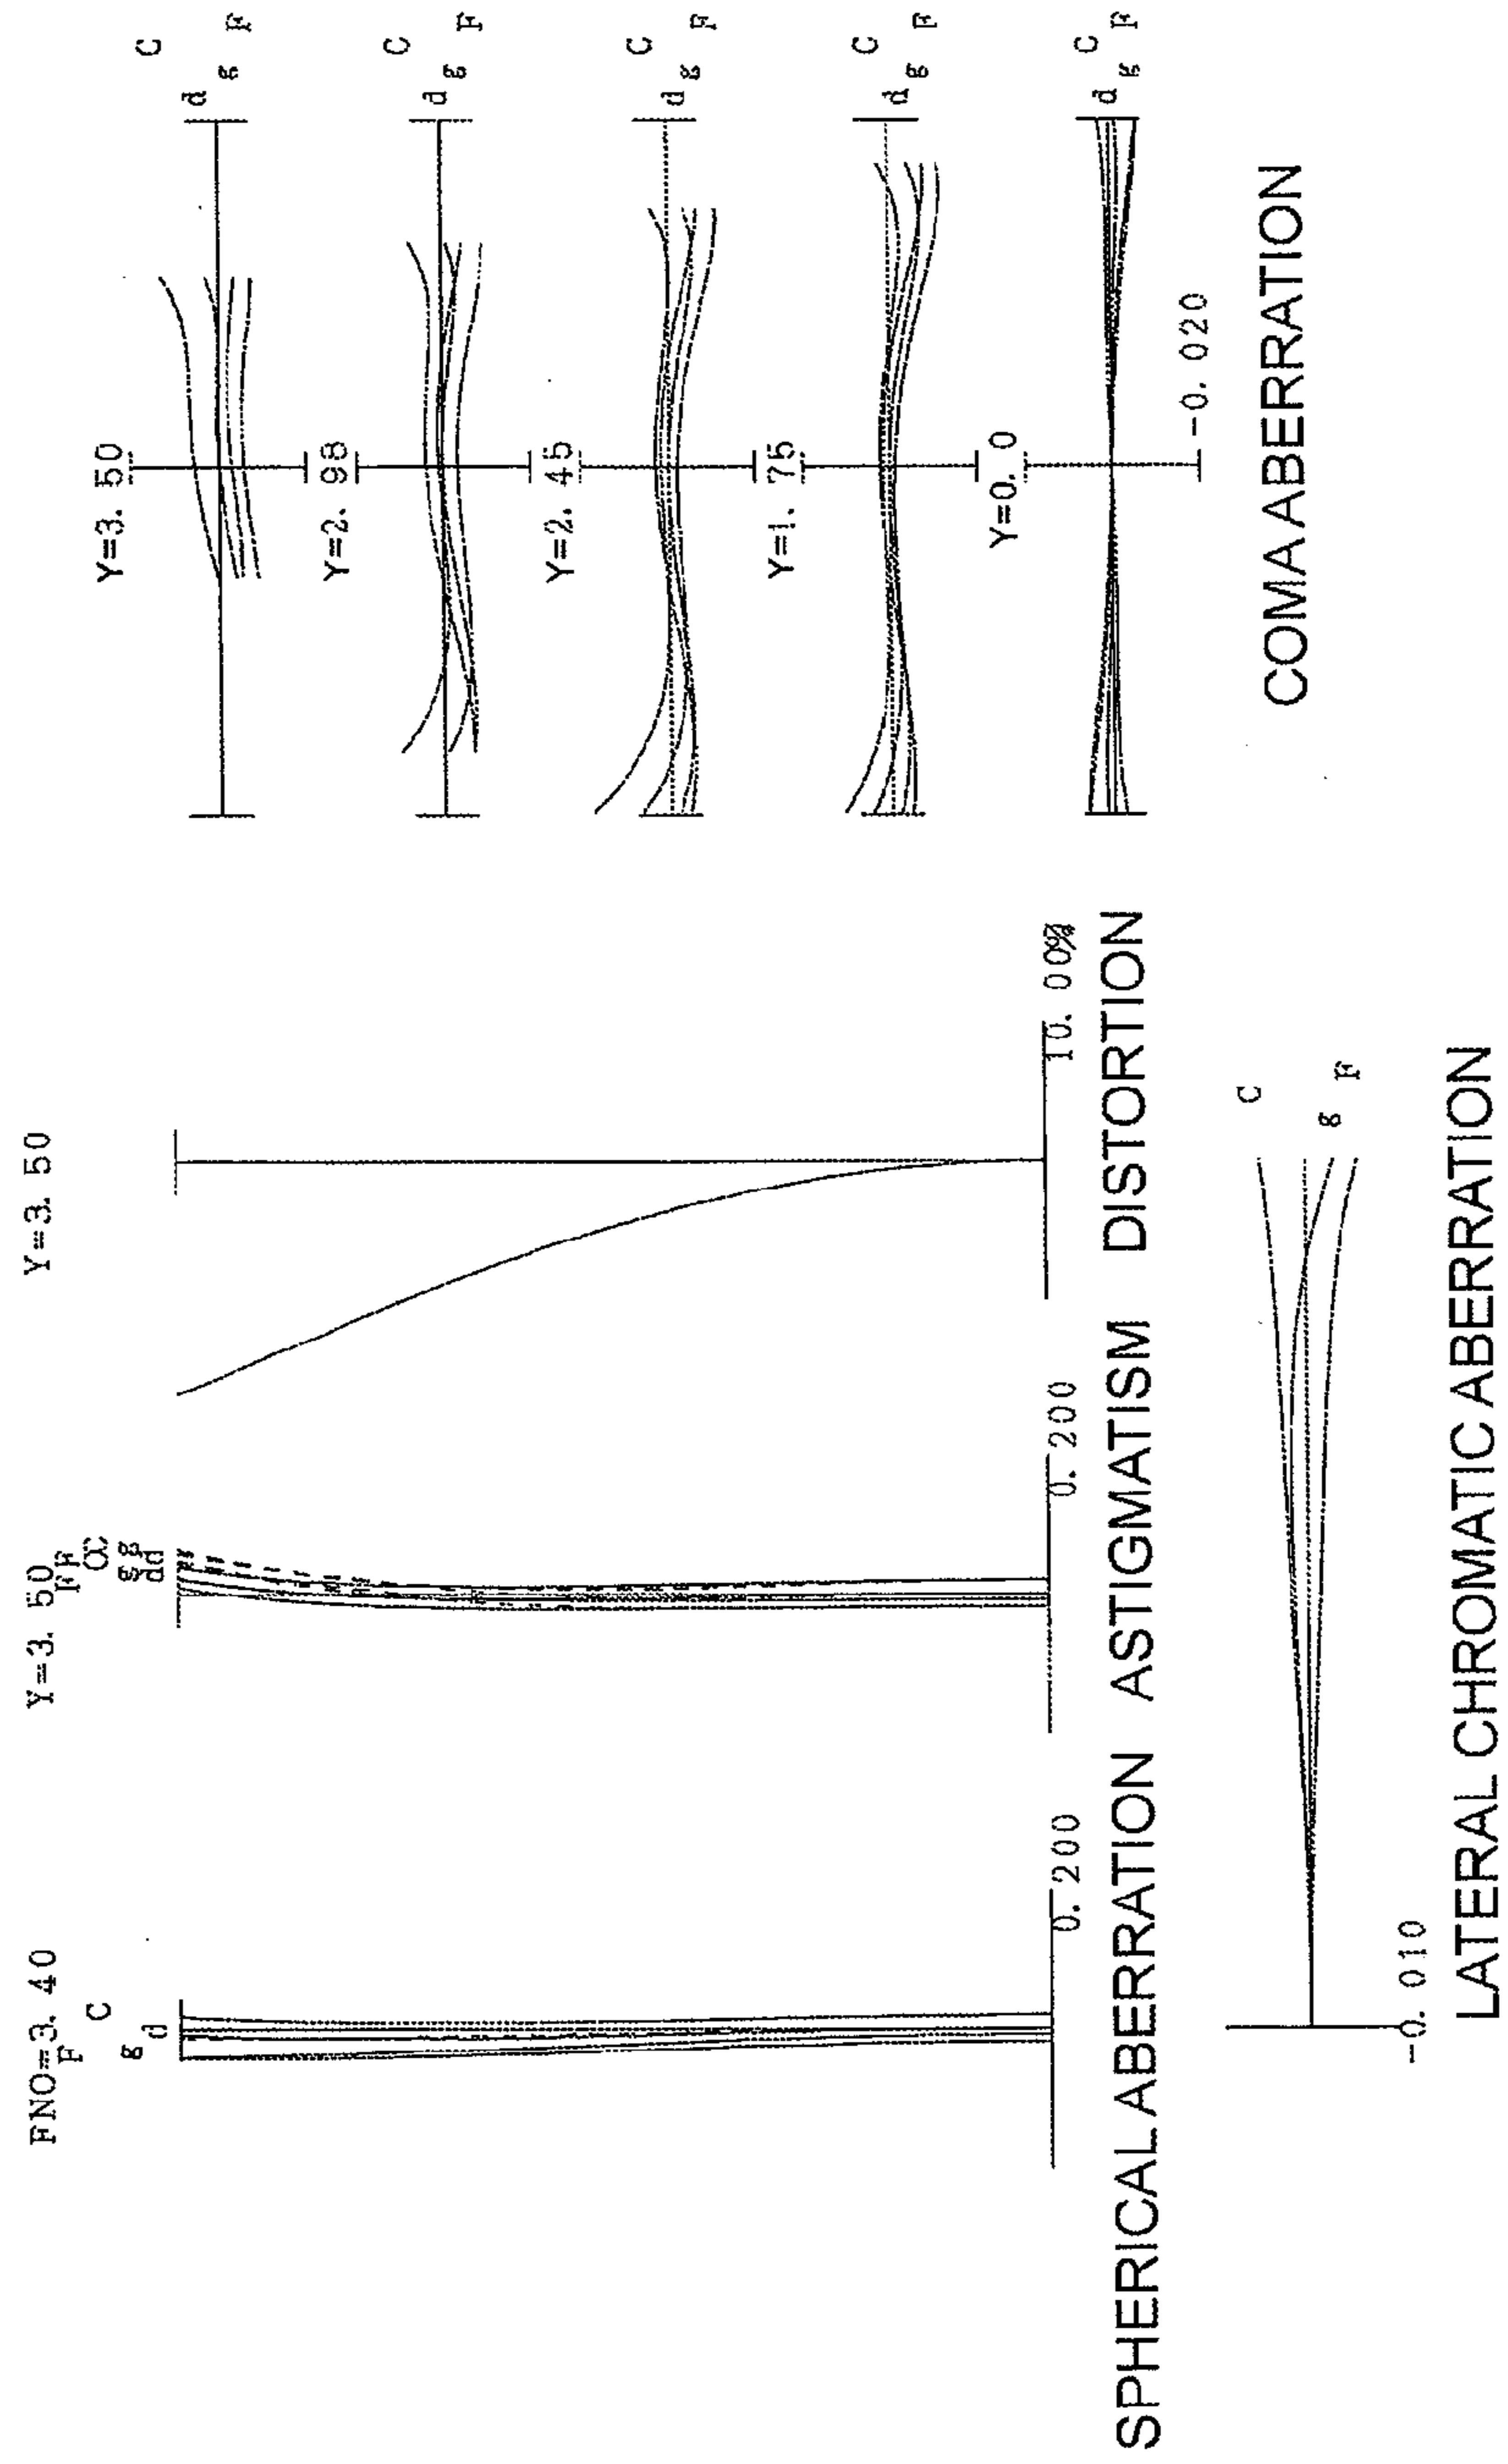 FNO=3. 40
F
C
g
d
0. 200
SPHERICAL ABERRATION
Y=3. 50
F F
C C
g g
d d
0. 200
ASTIGMATISM
Y=3. 50
10. 00%
DISTORTION
Y=3. 50
C
d
g
F
Y=2. 98
C
d
g
F
Y=2. 45
C
d
g
F
Y=1. 75
C
d
g
F
Y=0. 0
C
d
g
F
-0. 020
COMA ABERRATION
C
g
F
-0. 010
LATERAL CHROMATIC ABERRATION